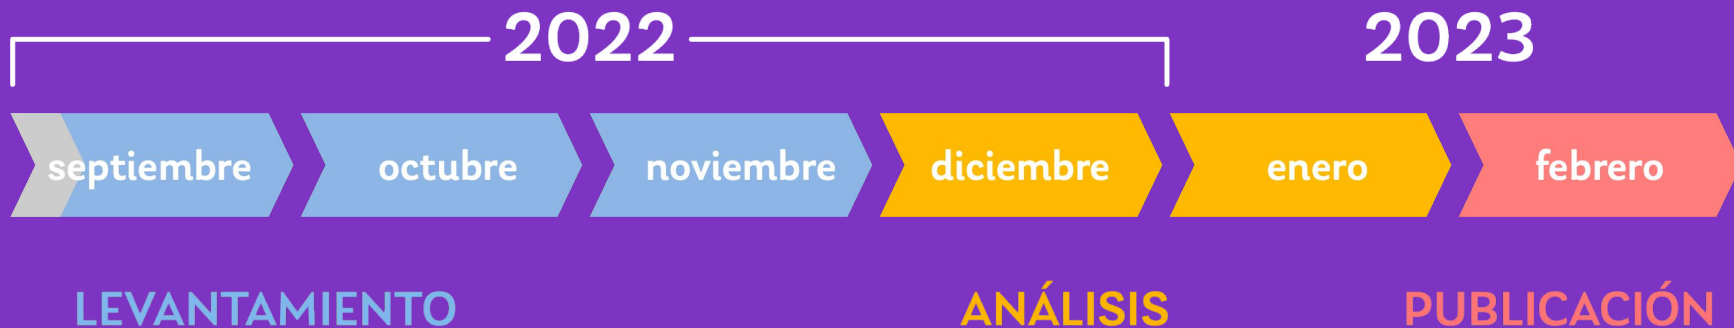 2022 2023
septiembre octubre noviembre diciembre enero febrero
LEVANTAMIENTO ANÁLISIS PUBLICACIÓN